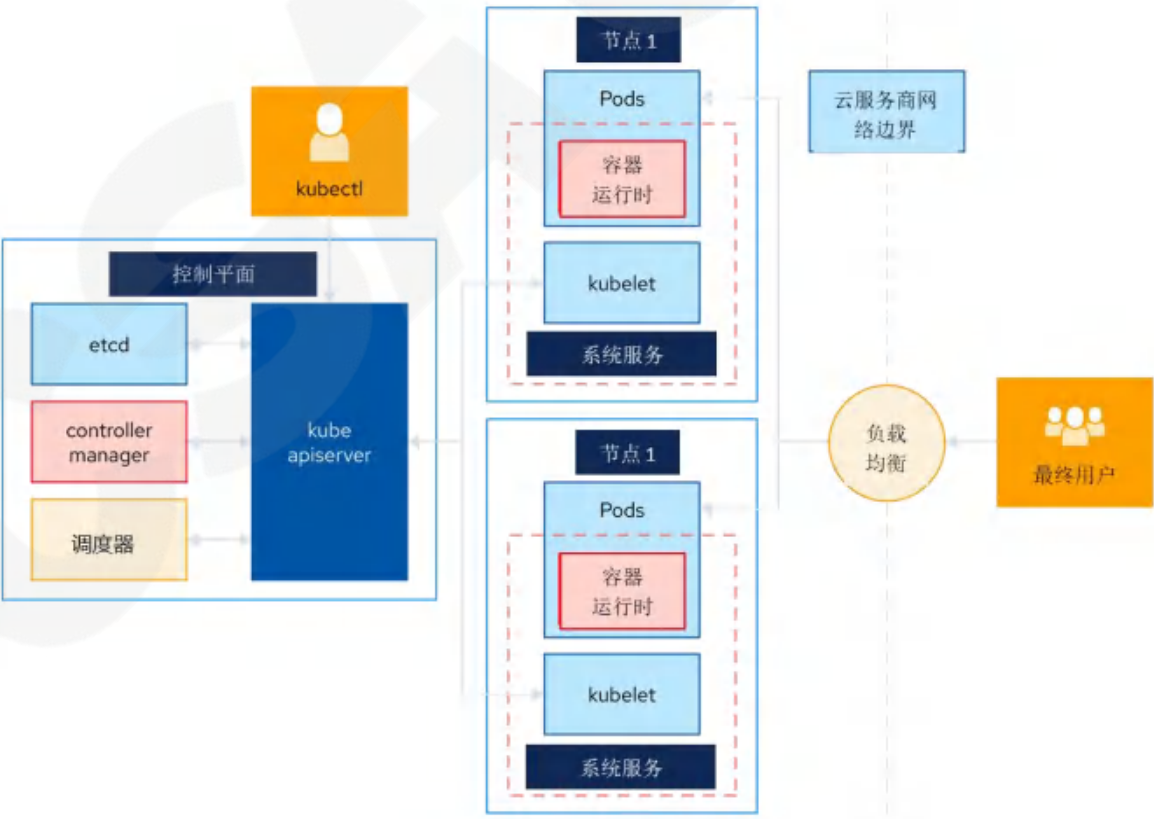 节点 1
Pods
容器
运行时
kubelet
系统服务
云服务商网
络边界
kubectl
控制平面
etcd
controller
manager
调度器
kube
apiserver
节点 1
Pods
容器
运行时
kubelet
系统服务
负载
均衡
最终用户